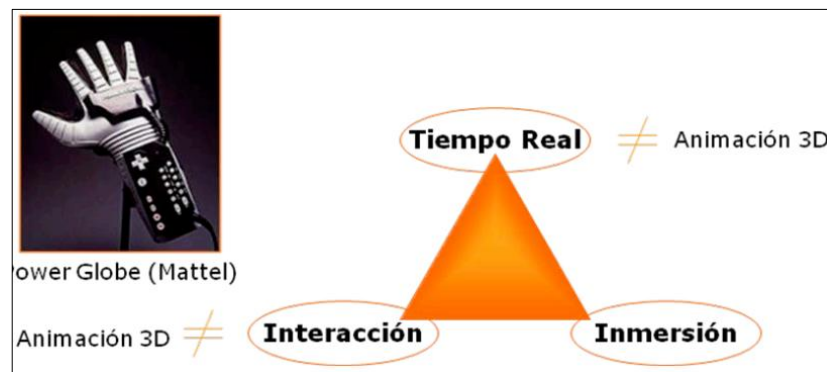 Tiempo Real
Animación 3D
ower Globe (Mattel)
Animación 3D
Interacción
Inmersión